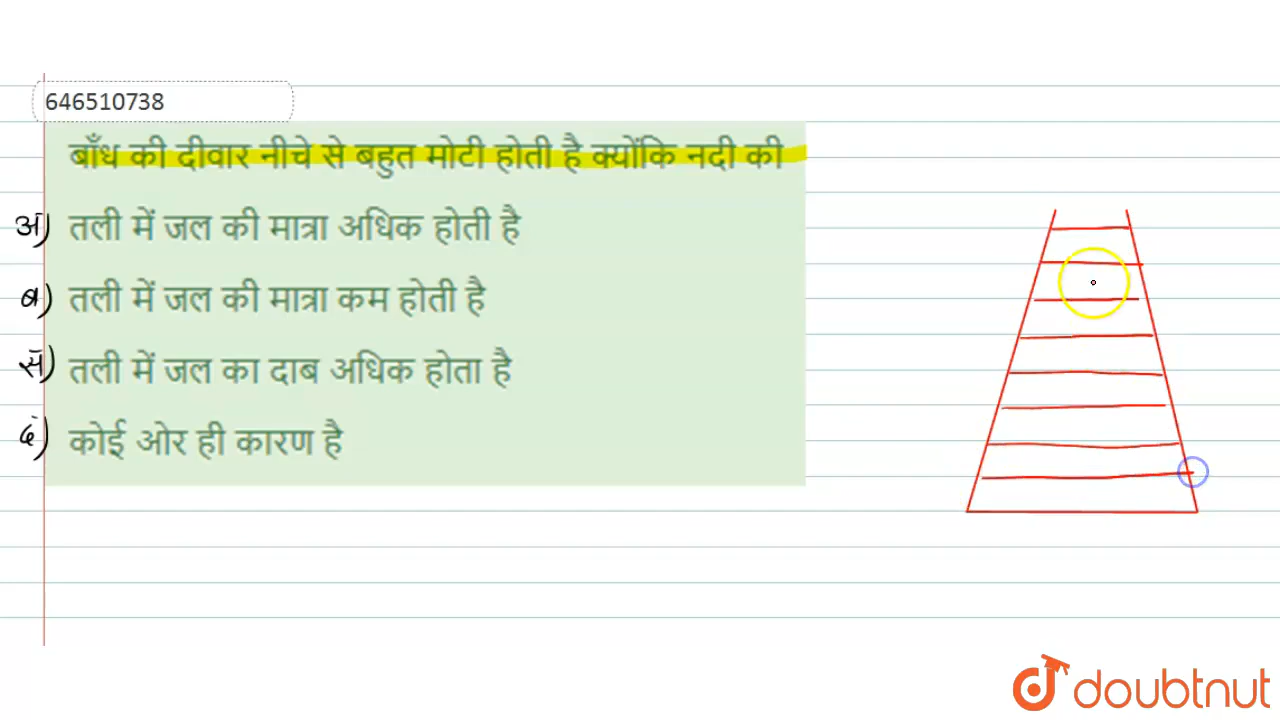 646510738
बाँध की दीवार नीचे से बहुत मोटी होती है क्योंकि नदी की
अ) तली में जल की मात्रा अधिक होती है
ब) तली में जल की मात्रा कम होती है
स) तली में जल का दाब अधिक होता है
द) कोई ओर ही कारण है
doubtnut